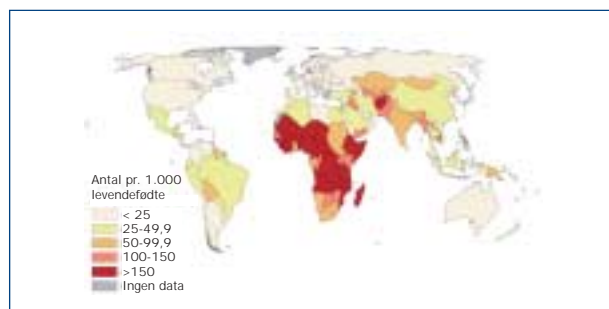 Antal pr. 1.000
levendefødte
< 25
25-49,9
50-99,9
100-150
>150
Ingen data